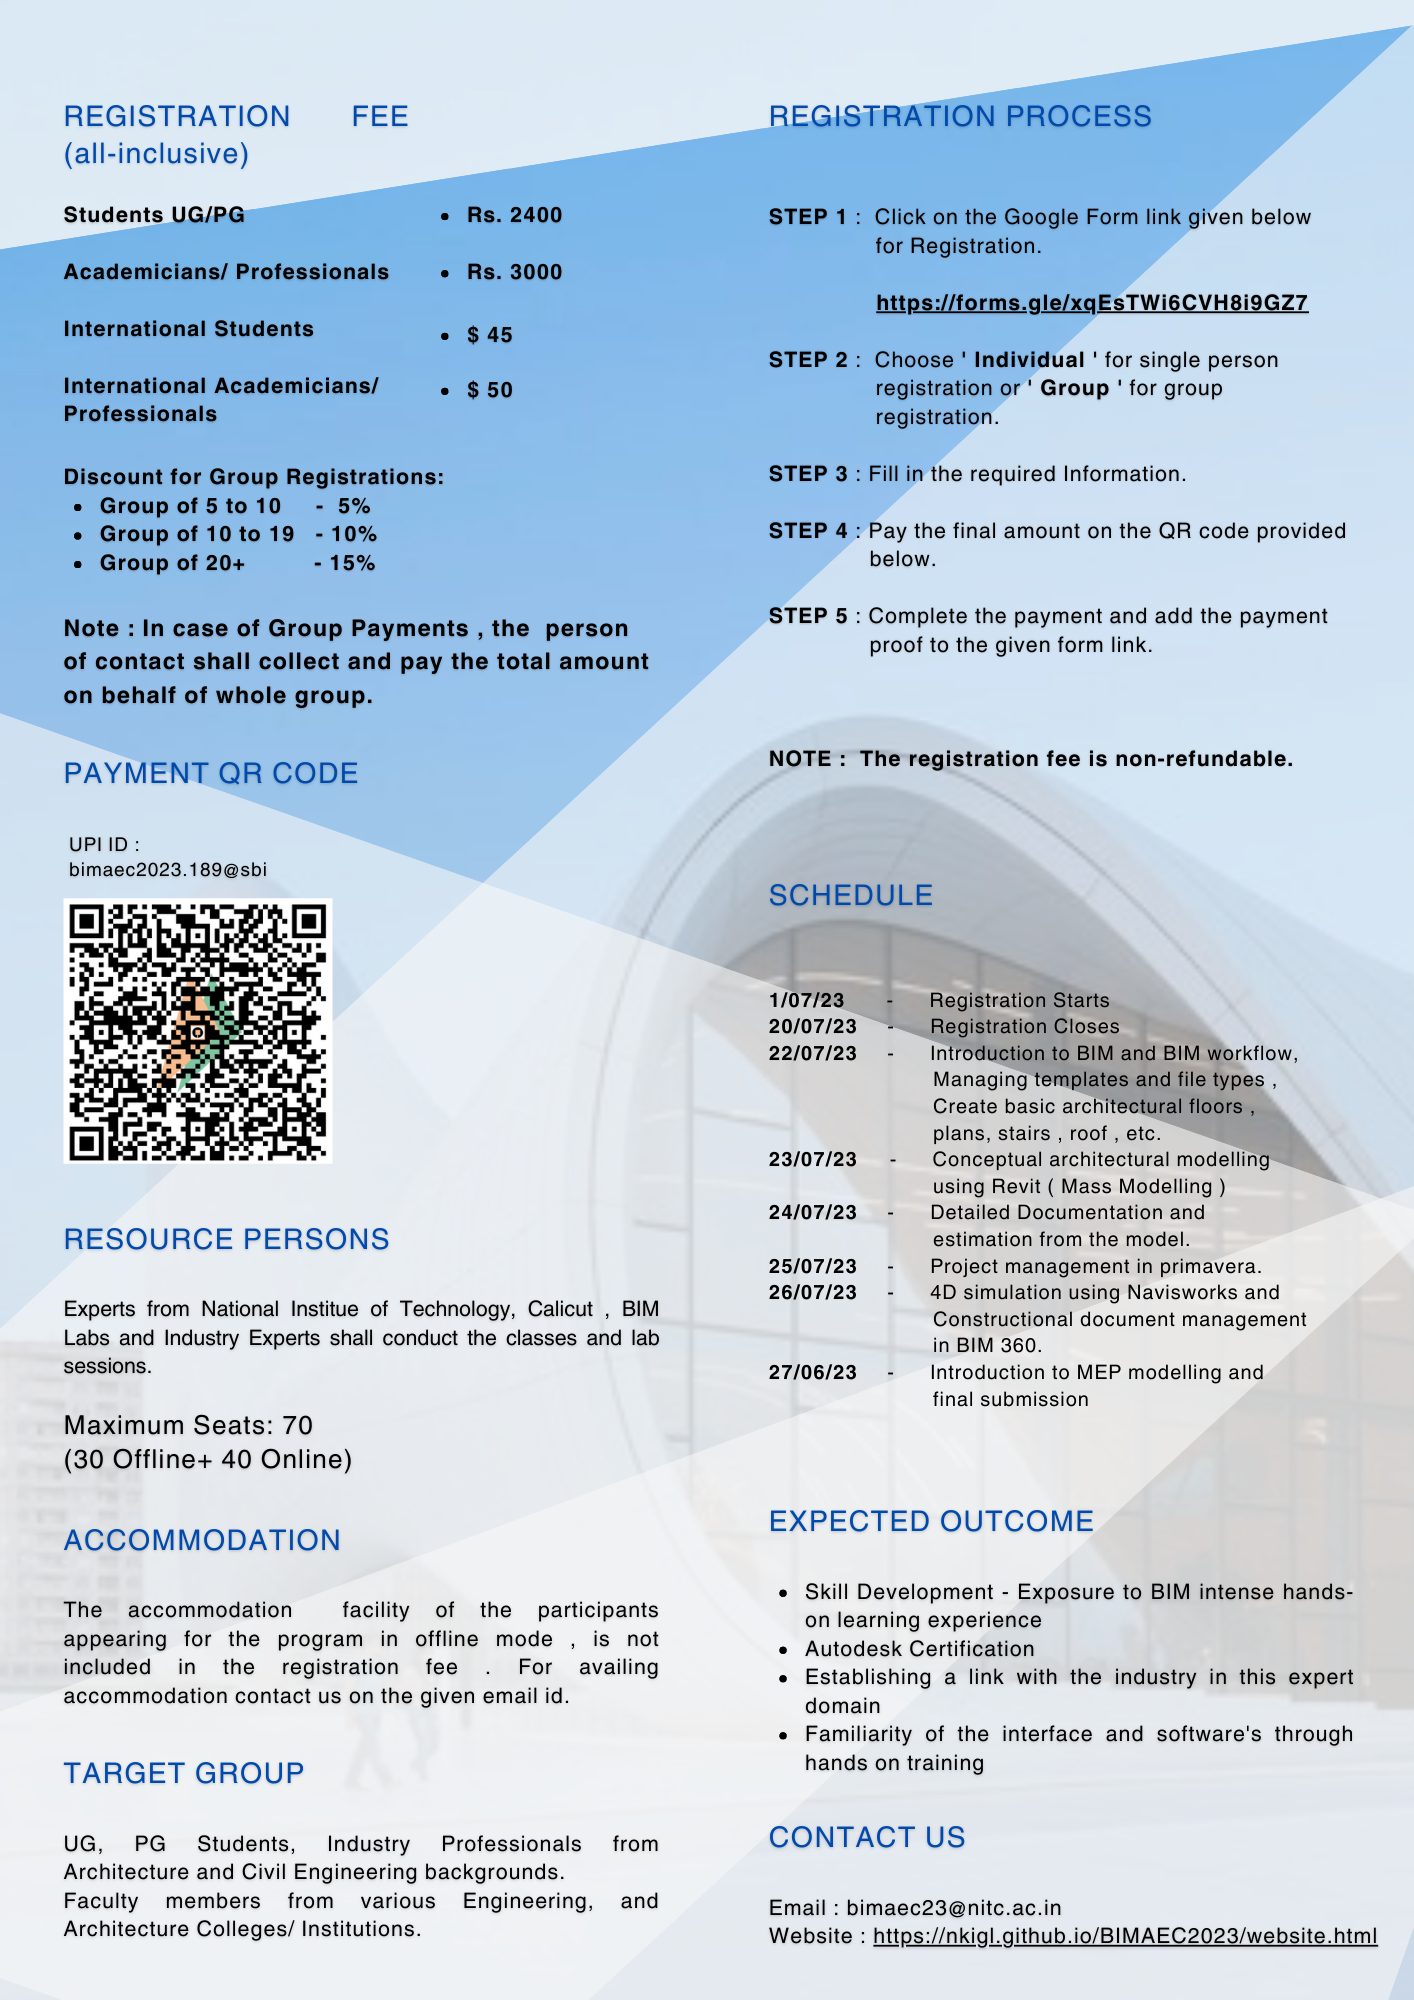 REGISTRATION FEE
(all-inclusive)
Students UG/PG • Rs. 2400
Academicians/ Professionals • Rs. 3000
International Students • $ 45
International Academicians/ • $ 50
Professionals
Discount for Group Registrations:
• Group of 5 to 10 - 5%
• Group of 10 to 19 - 10%
• Group of 20+ - 15%
Note : In case of Group Payments , the person
of contact shall collect and pay the total amount
on behalf of whole group.
PAYMENT QR CODE
UPI ID :
bimaec2023.189@sbi
RESOURCE PERSONS
Experts from National Institue of Technology, Calicut , BIM
Labs and Industry Experts shall conduct the classes and lab
sessions.
Maximum Seats: 70
(30 Offline+ 40 Online)
ACCOMMODATION
The accommodation facility of the participants
appearing for the program in offline mode , is not
included in the registration fee . For availing
accommodation contact us on the given email id.
TARGET GROUP
UG, PG Students, Industry Professionals from
Architecture and Civil Engineering backgrounds.
Faculty members from various Engineering, and
Architecture Colleges/ Institutions.
REGISTRATION PROCESS
STEP 1 : Click on the Google Form link given below
for Registration.
https://forms.gle/xqEsTWi6CVH8i9GZ7
STEP 2 : Choose ' Individual ' for single person
registration or ' Group ' for group
registration.
STEP 3 : Fill in the required Information.
STEP 4 : Pay the final amount on the QR code provided
below.
STEP 5 : Complete the payment and add the payment
proof to the given form link.
NOTE : The registration fee is non-refundable.
SCHEDULE
1/07/23 - Registration Starts
20/07/23 - Registration Closes
22/07/23 - Introduction to BIM and BIM workflow,
Managing templates and file types ,
Create basic architectural floors ,
plans, stairs , roof , etc.
23/07/23 - Conceptual architectural modelling
using Revit ( Mass Modelling )
24/07/23 - Detailed Documentation and
estimation from the model.
25/07/23 - Project management in primavera.
26/07/23 - 4D simulation using Navisworks and
Constructional document management
in BIM 360.
27/06/23 - Introduction to MEP modelling and
final submission
EXPECTED OUTCOME
• Skill Development - Exposure to BIM intense hands-
on learning experience
• Autodesk Certification
• Establishing a link with the industry in this expert
domain
• Familiarity of the interface and software's through
hands on training
CONTACT US
Email : bimaec23@nitc.ac.in
Website : https://nkigl.github.io/BIMAEC2023/website.html